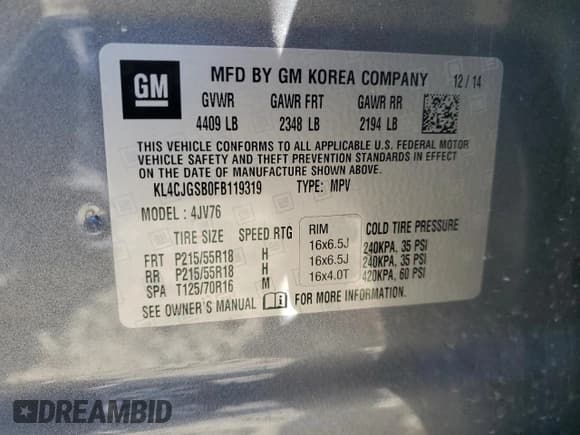 GM
MFD BY GM KOREA COMPANY 12/14
GVWR GAWR FRT GAWR RR
4409 LB 2348 LB 2194 LB
THIS VEHICLE CONFORMS TO ALL APPLICABLE U.S. FEDERAL MOTOR
VEHICLE SAFETY AND THEFT PREVENTION STANDARDS IN EFFECT ON
THE DATE OF MANUFACTURE SHOWN ABOVE.
KL4CJGSB0FB119319 TYPE: MPV
MODEL : 4JV76
TIRE SIZE SPEED RTG RIM COLD TIRE PRESSURE
FRT P215/55R18 H 16x6.5J 240KPA, 35 PSI
RR P215/55R18 H 16x6.5J 240KPA, 35 PSI
SPA T125/70R16 M 16x4.0T 420KPA, 60 PSI
SEE OWNER'S MANUAL FOR MORE INFORMATION.
DREAMBID